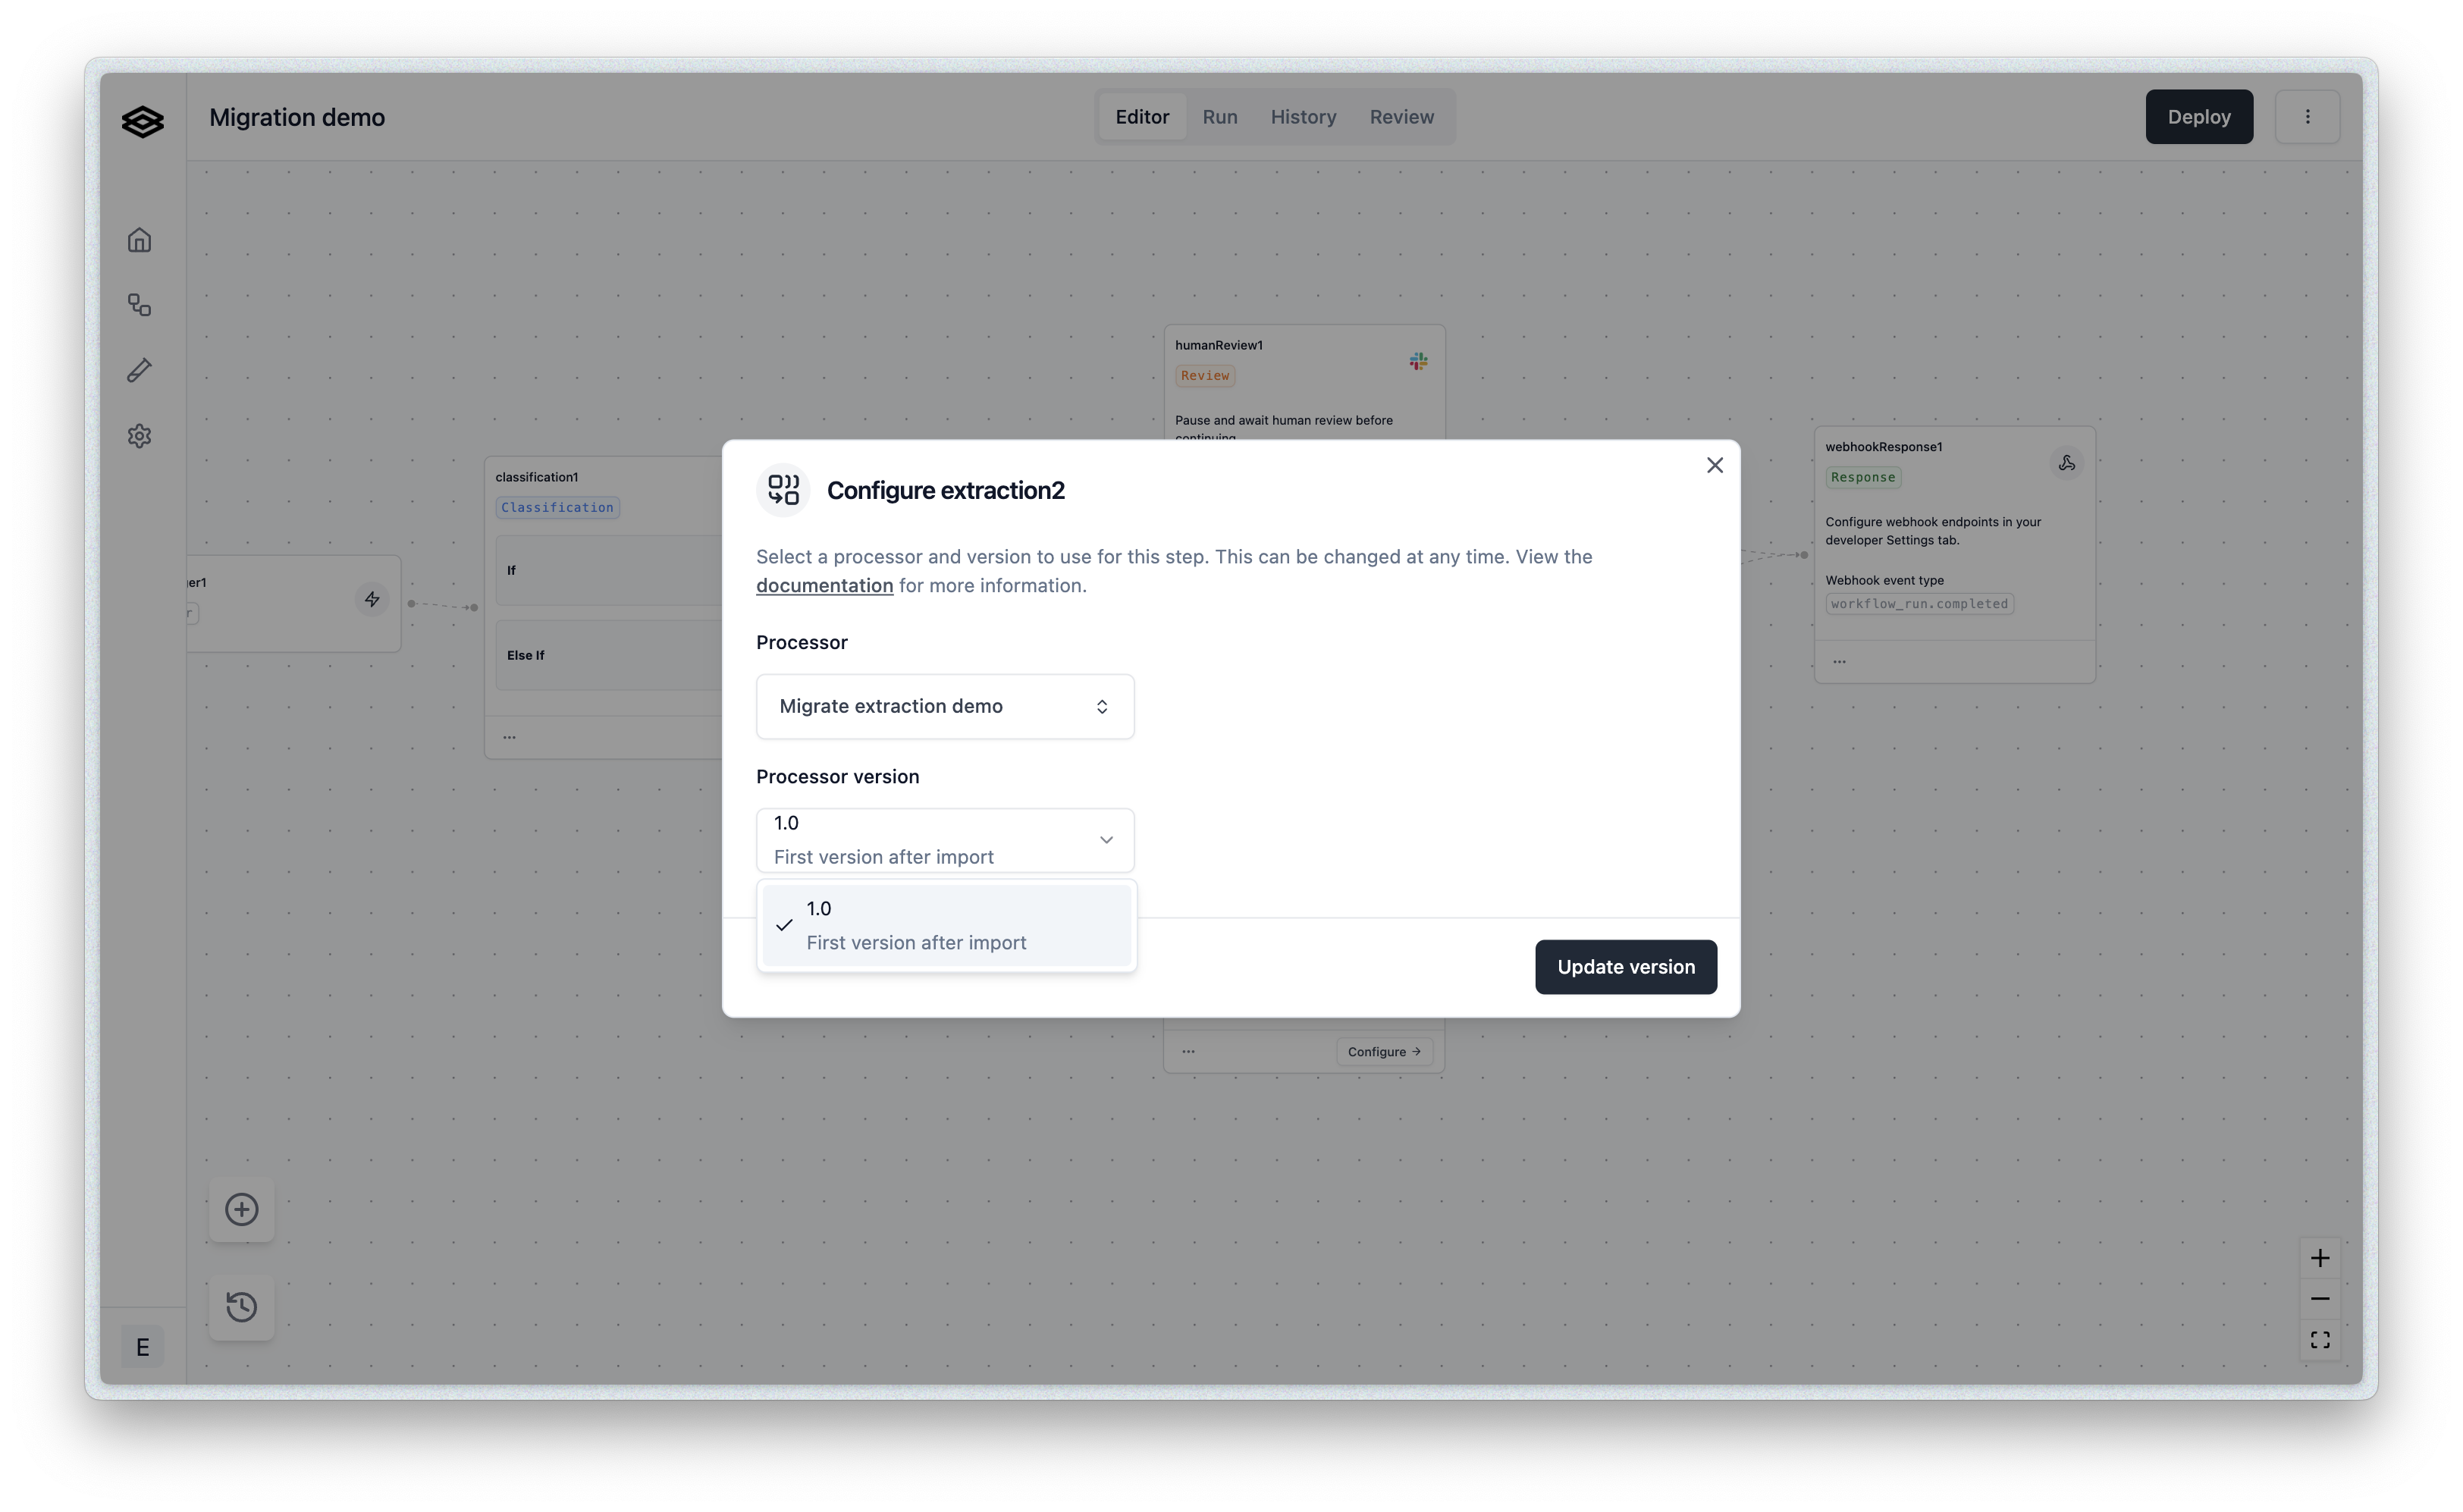 Migration demo
Editor
Run
History
Review
Deploy
humanReview1
Review
Pause and await human review before
continuing
classification1
Classification
If
Else If
...
er1
r
webhookResponse1
Response
Configure webhook endpoints in your
developer Settings tab.
Webhook event type
workflow_run.completed
...
Configure extraction2
Select a processor and version to use for this step. This can be changed at any time. View the
documentation for more information.
Processor
Migrate extraction demo
Processor version
1.0
First version after import
1.0
First version after import
Update version
...
Configure →
E